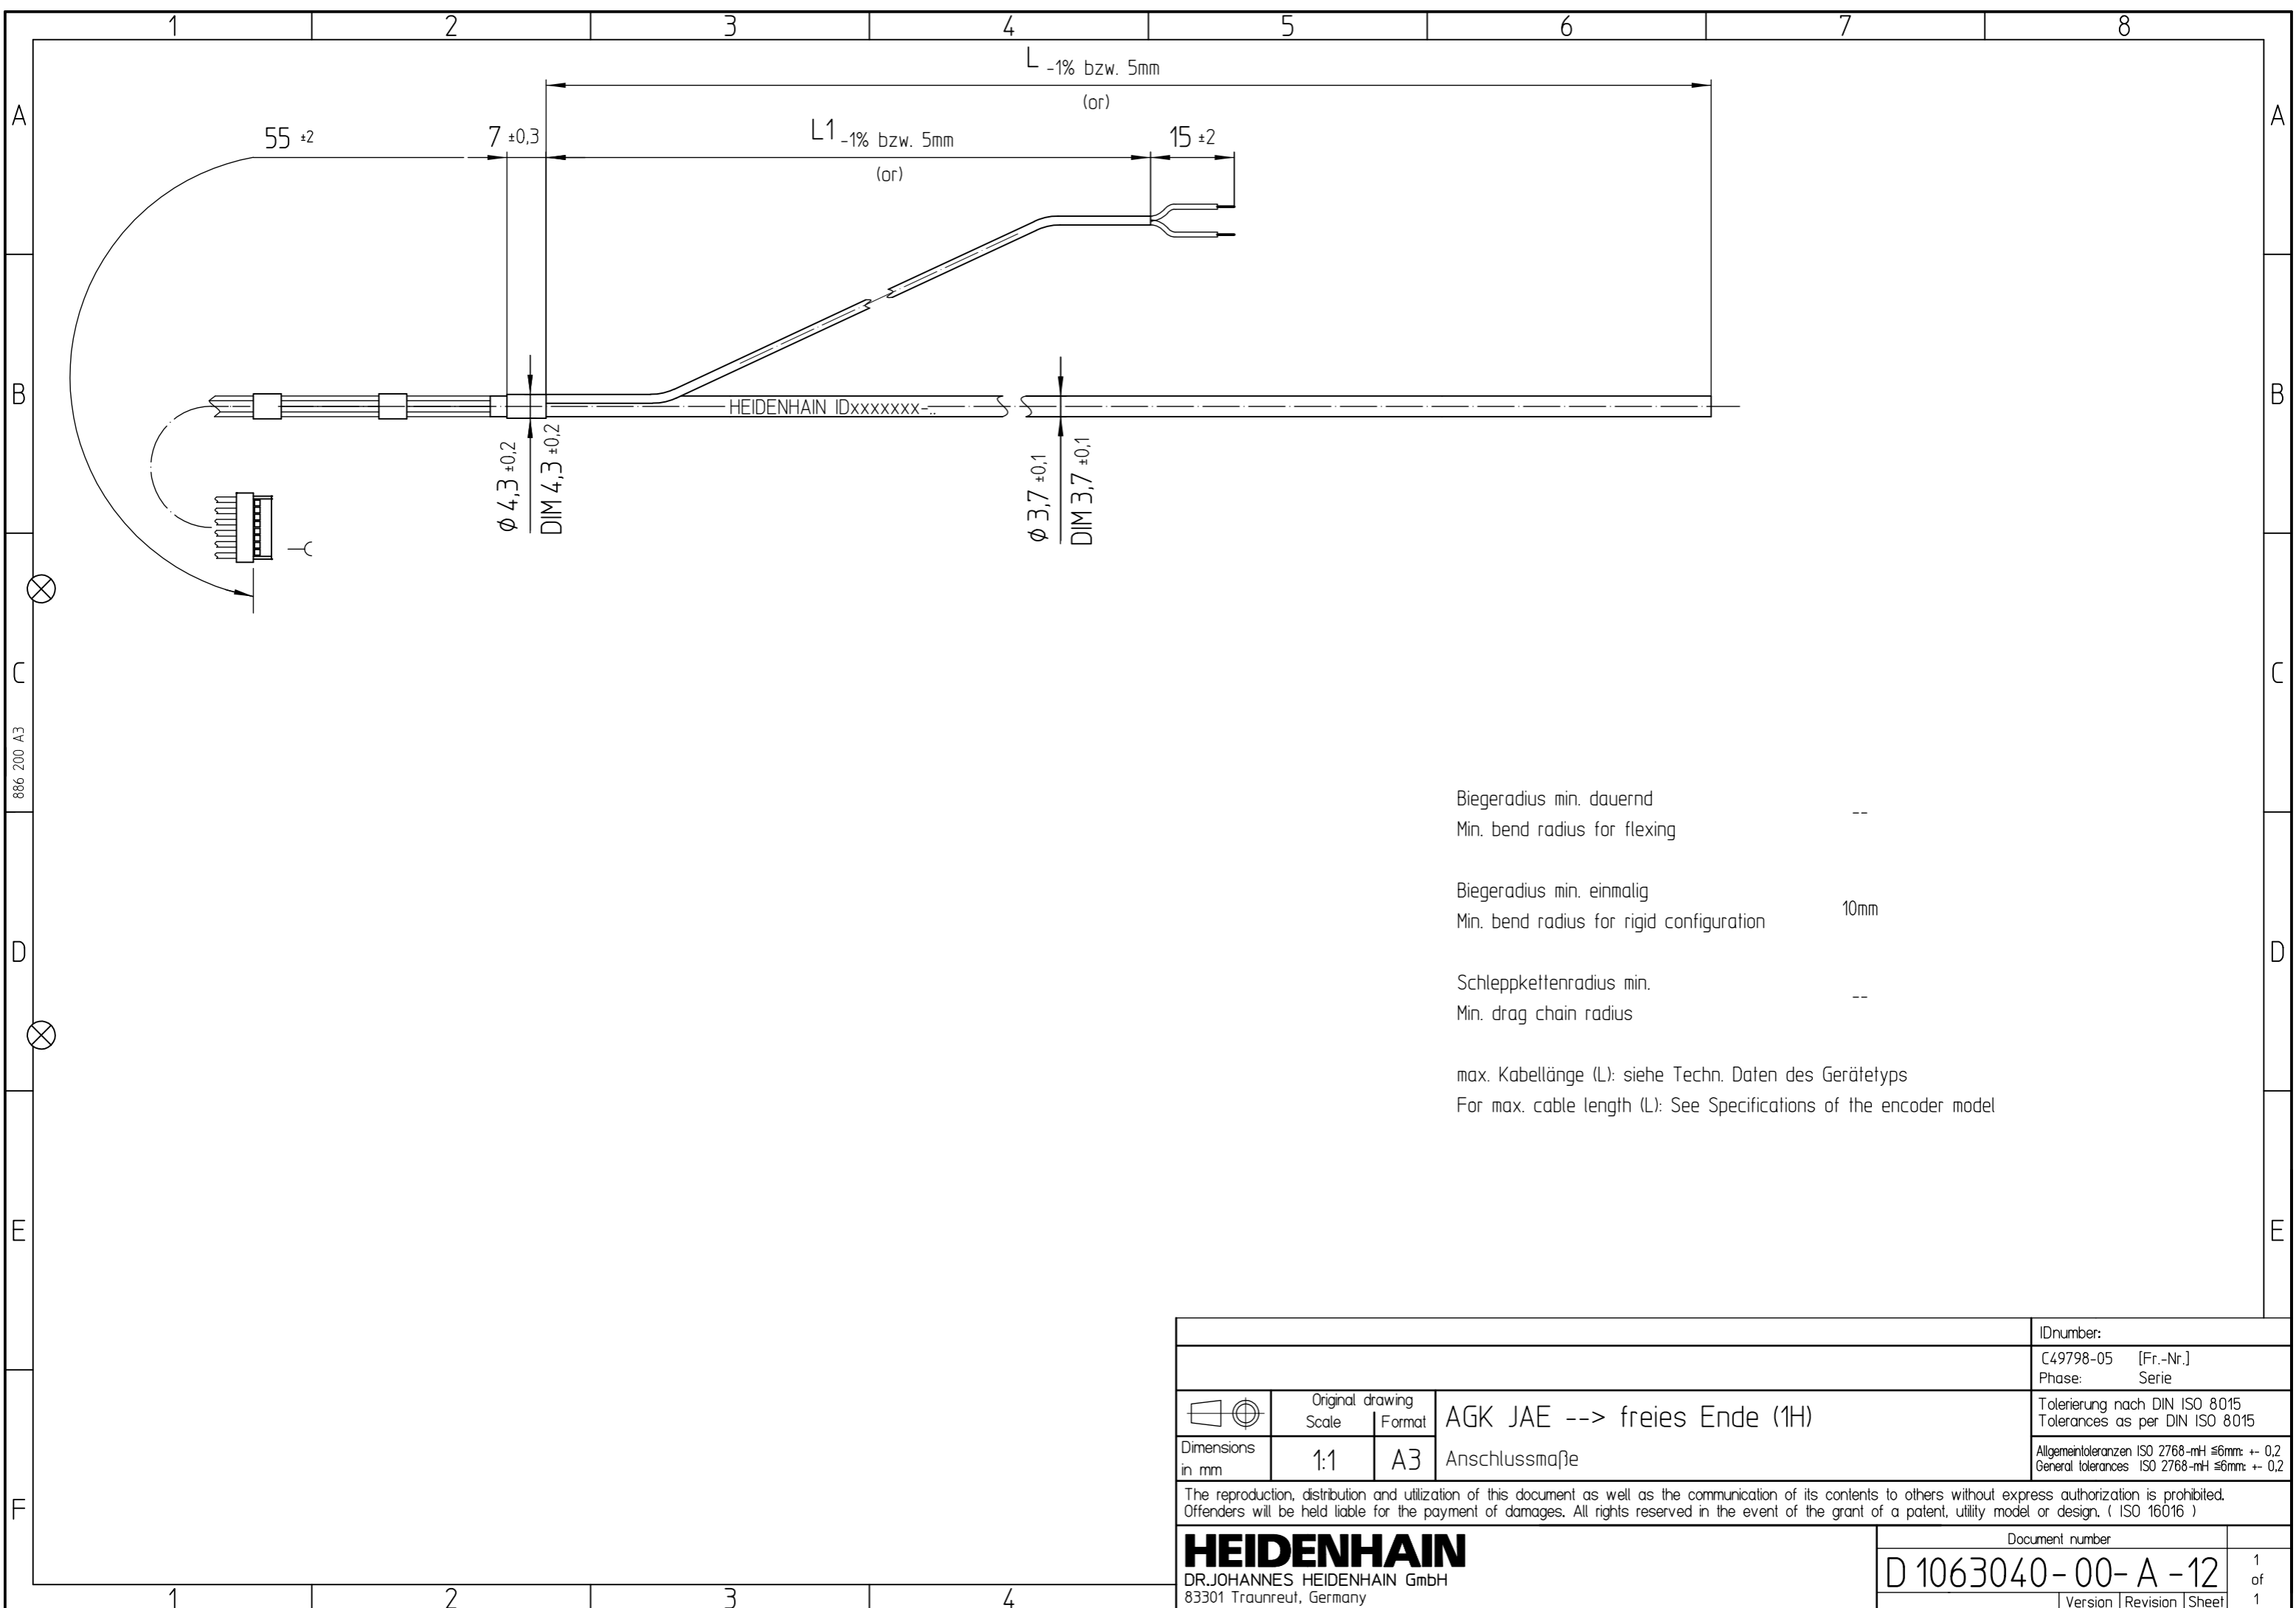 1 2 3 4 5 6 7 8
L -1% bzw. 5mm
(or)
A A
55 ±2
7 ±0,3
L1 -1% bzw. 5mm
(or)
15 ±2
B B
HEIDENHAIN IDxxxxxxx-..
ϕ 4,3 ±0,2
DIM 4,3 ±0,2
ϕ 3,7 ±0,1
DIM 3,7 ±0,1
C C
886 200 A3
Biegeradius min. dauernd
Min. bend radius for flexing
--
Biegeradius min. einmalig
Min. bend radius for rigid configuration
10mm
D D
Schleppkettenradius min.
Min. drag chain radius
--
max. Kabellänge (L): siehe Techn. Daten des Gerätetyps
For max. cable length (L): See Specifications of the encoder model
E E
IDnumber:
C49798-05 [Fr.-Nr.]
Phase: Serie
Original drawing
Scale Format
AGK JAE --> freies Ende (1H)
Tolerierung nach DIN ISO 8015
Tolerances as per DIN ISO 8015
Dimensions
in mm
1:1 A3
Anschlussmaße
Allgemeintoleranzen ISO 2768-mH ≤6mm: +- 0,2
General tolerances ISO 2768-mH ≤6mm: +- 0,2
F
The reproduction, distribution and utilization of this document as well as the communication of its contents to others without express authorization is prohibited.
Offenders will be held liable for the payment of damages. All rights reserved in the event of the grant of a patent, utility model or design. ( ISO 16016 )
HEIDENHAIN
DR.JOHANNES HEIDENHAIN GmbH
83301 Traunreut, Germany
Document number
D 1063040-00-A-12
Version Revision Sheet
1
of
1
1 2 3 4